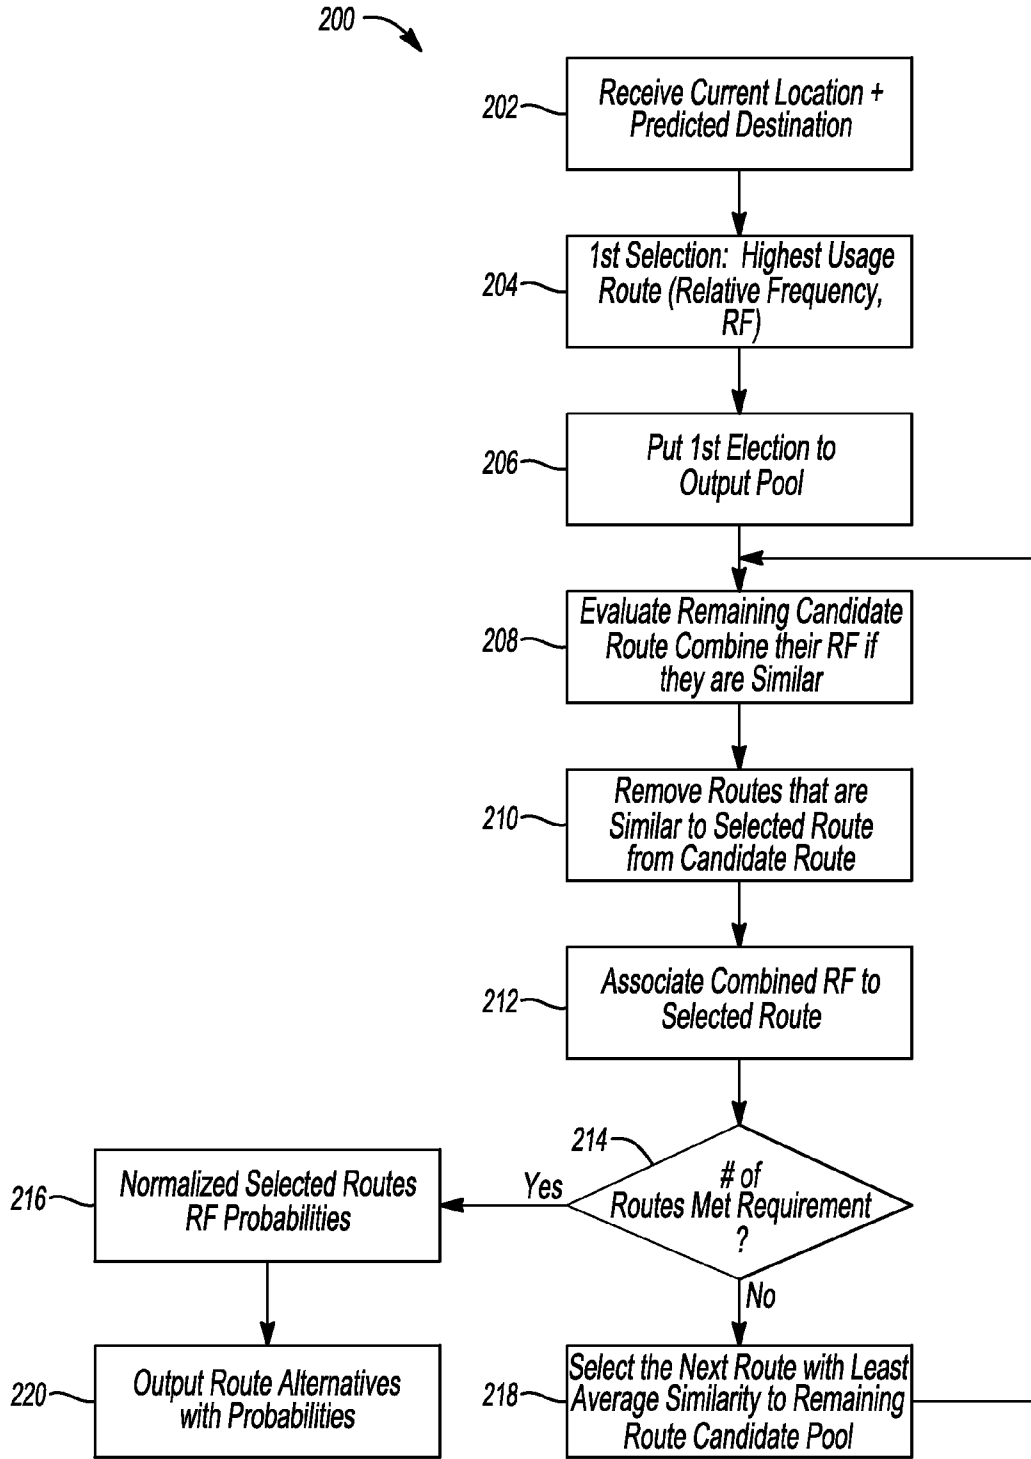 200
202
Receive Current Location +
Predicted Destination
204
1st Selection: Highest Usage
Route (Relative Frequency,
RF)
206
Put 1st Election to
Output Pool
208
Evaluate Remaining Candidate
Route Combine their RF if
they are Similar
210
Remove Routes that are
Similar to Selected Route
from Candidate Route
212
Associate Combined RF to
Selected Route
214
# of
Routes Met Requirement
?
Yes
No
216
Normalized Selected Routes
RF Probabilities
218
Select the Next Route with Least
Average Similarity to Remaining
Route Candidate Pool
220
Output Route Alternatives
with Probabilities